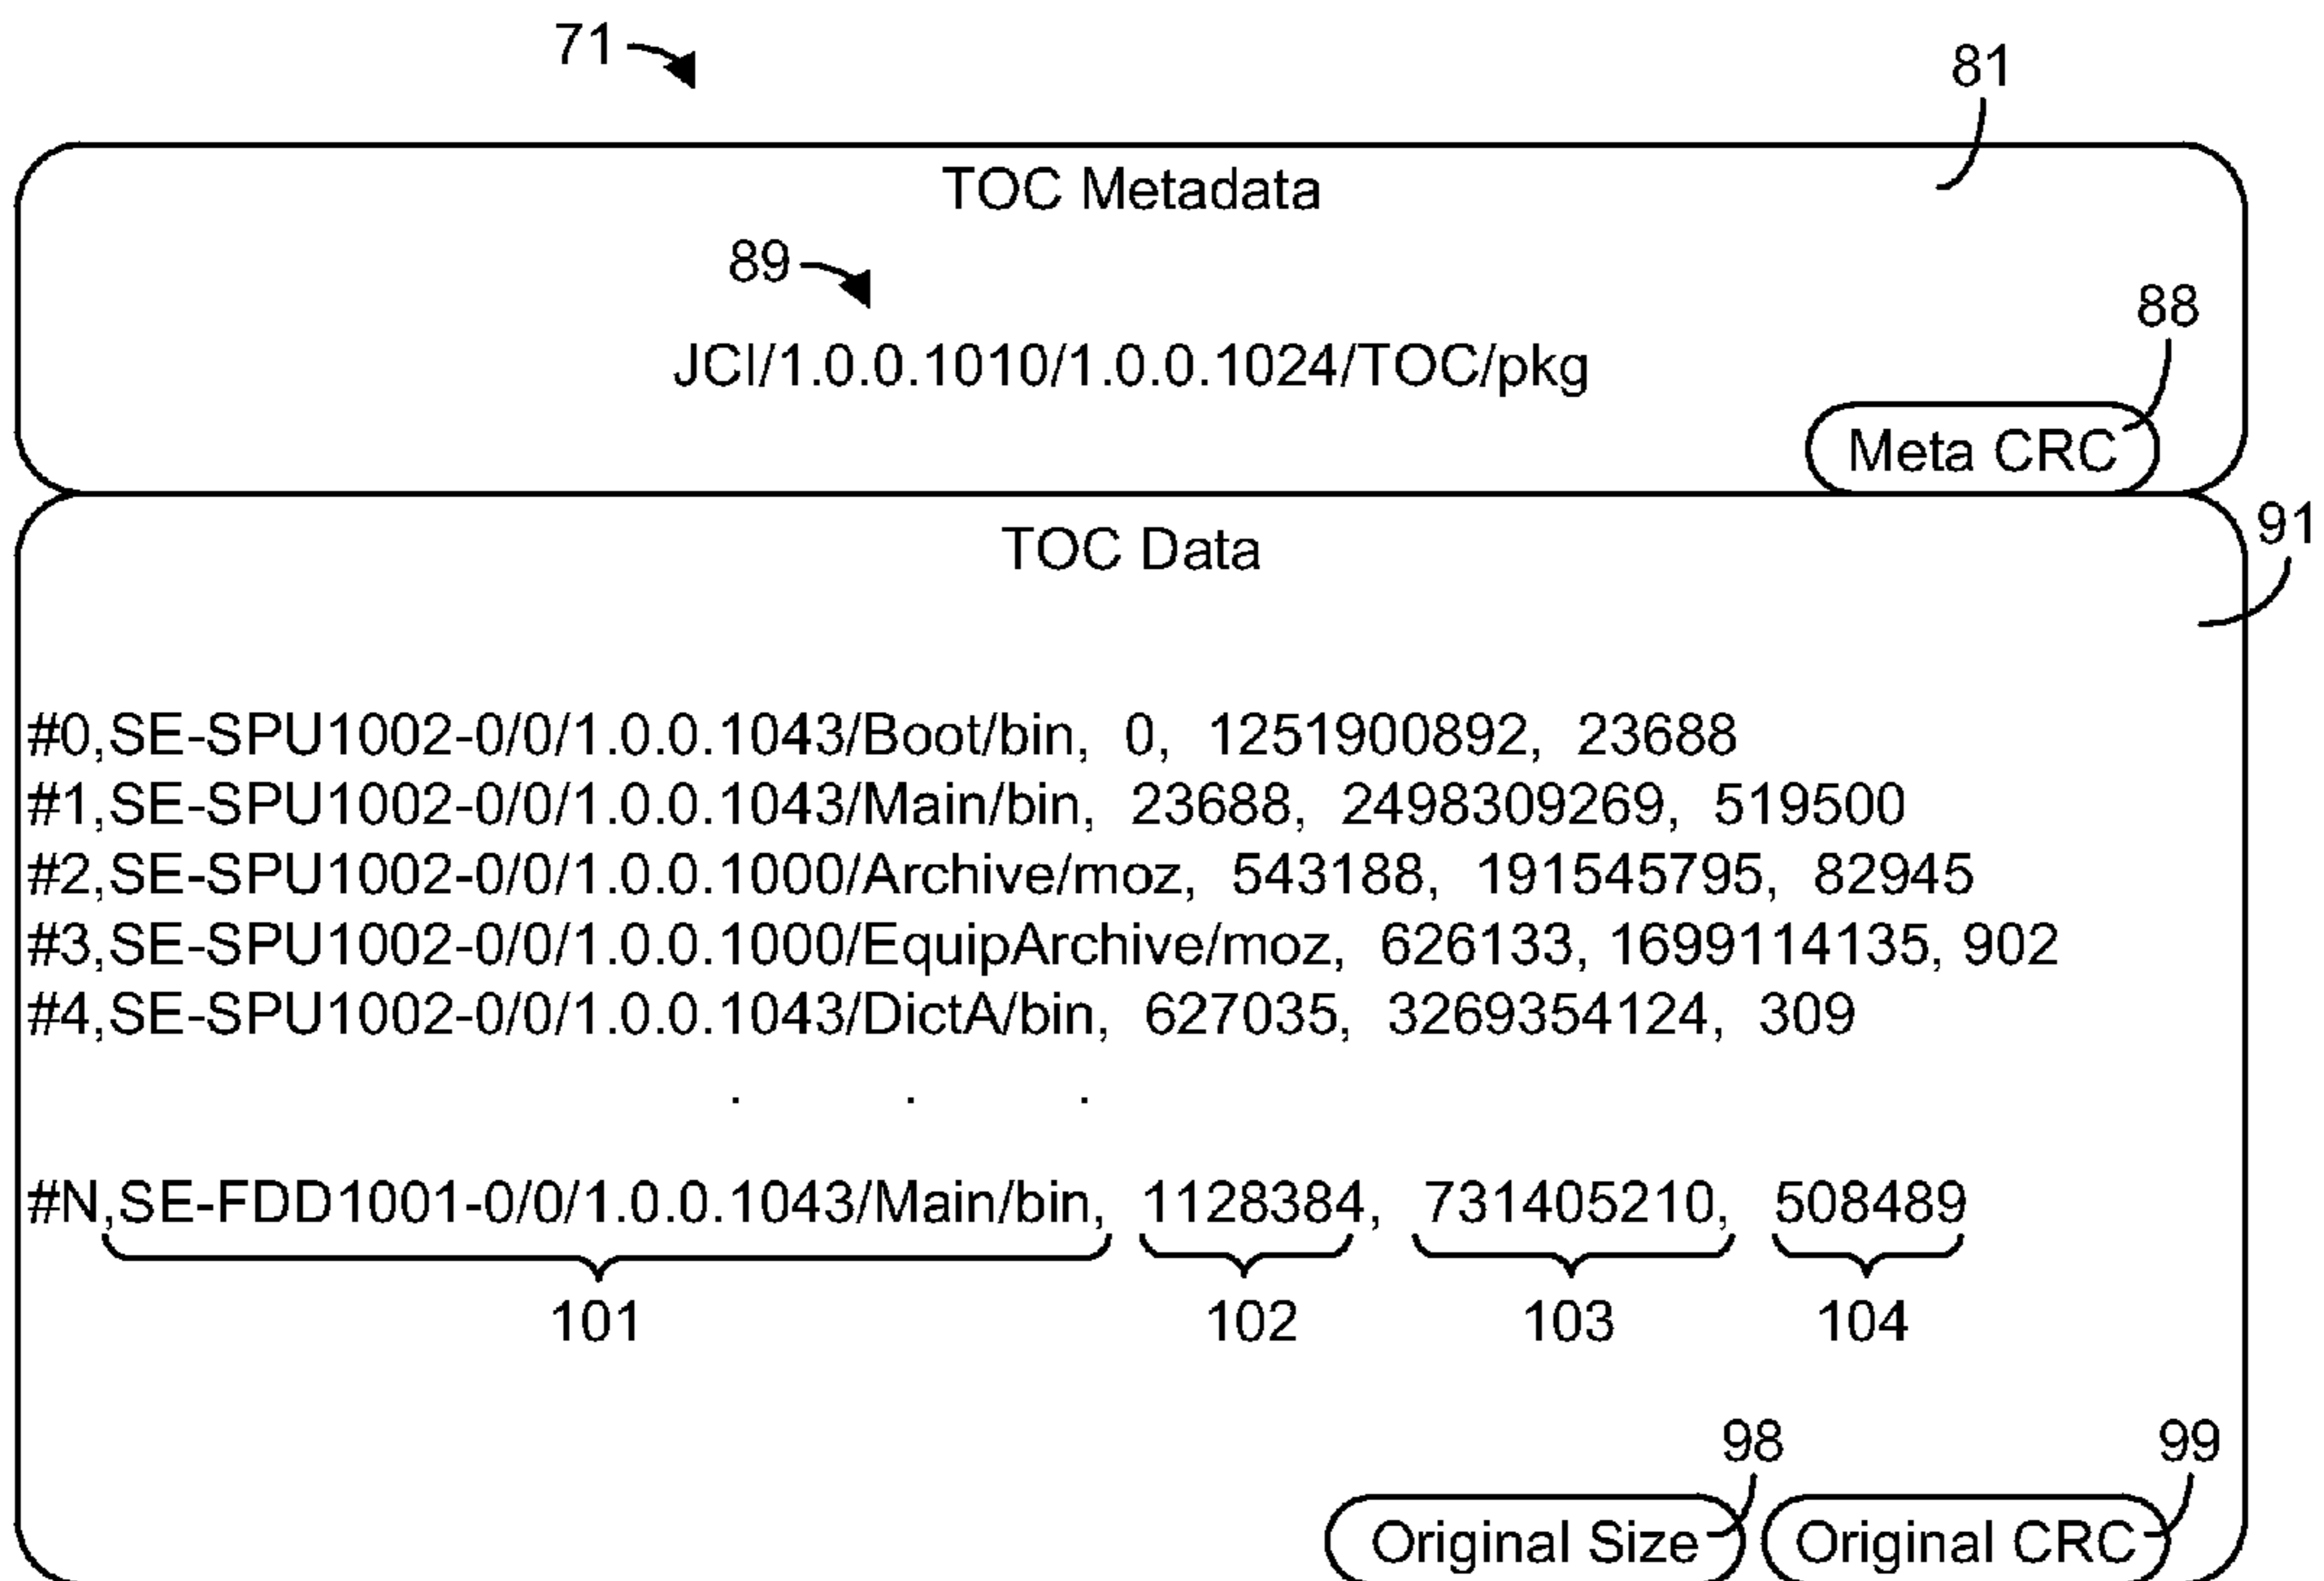 71
81
TOC Metadata
89
88
JCI/1.0.0.1010/1.0.0.1024/TOC/pkg
Meta CRC
91
TOC Data
#0,SE-SPU1002-0/0/1.0.0.1043/Boot/bin, 0, 1251900892, 23688
#1,SE-SPU1002-0/0/1.0.0.1043/Main/bin, 23688, 2498309269, 519500
#2,SE-SPU1002-0/0/1.0.0.1000/Archive/moz, 543188, 191545795, 82945
#3,SE-SPU1002-0/0/1.0.0.1000/EquipArchive/moz, 626133, 1699114135, 902
#4,SE-SPU1002-0/0/1.0.0.1043/DictA/bin, 627035, 3269354124, 309
. . .
#N,SE-FDD1001-0/0/1.0.0.1043/Main/bin, 1128384, 731405210, 508489
101 102 103 104
98 99
Original Size Original CRC